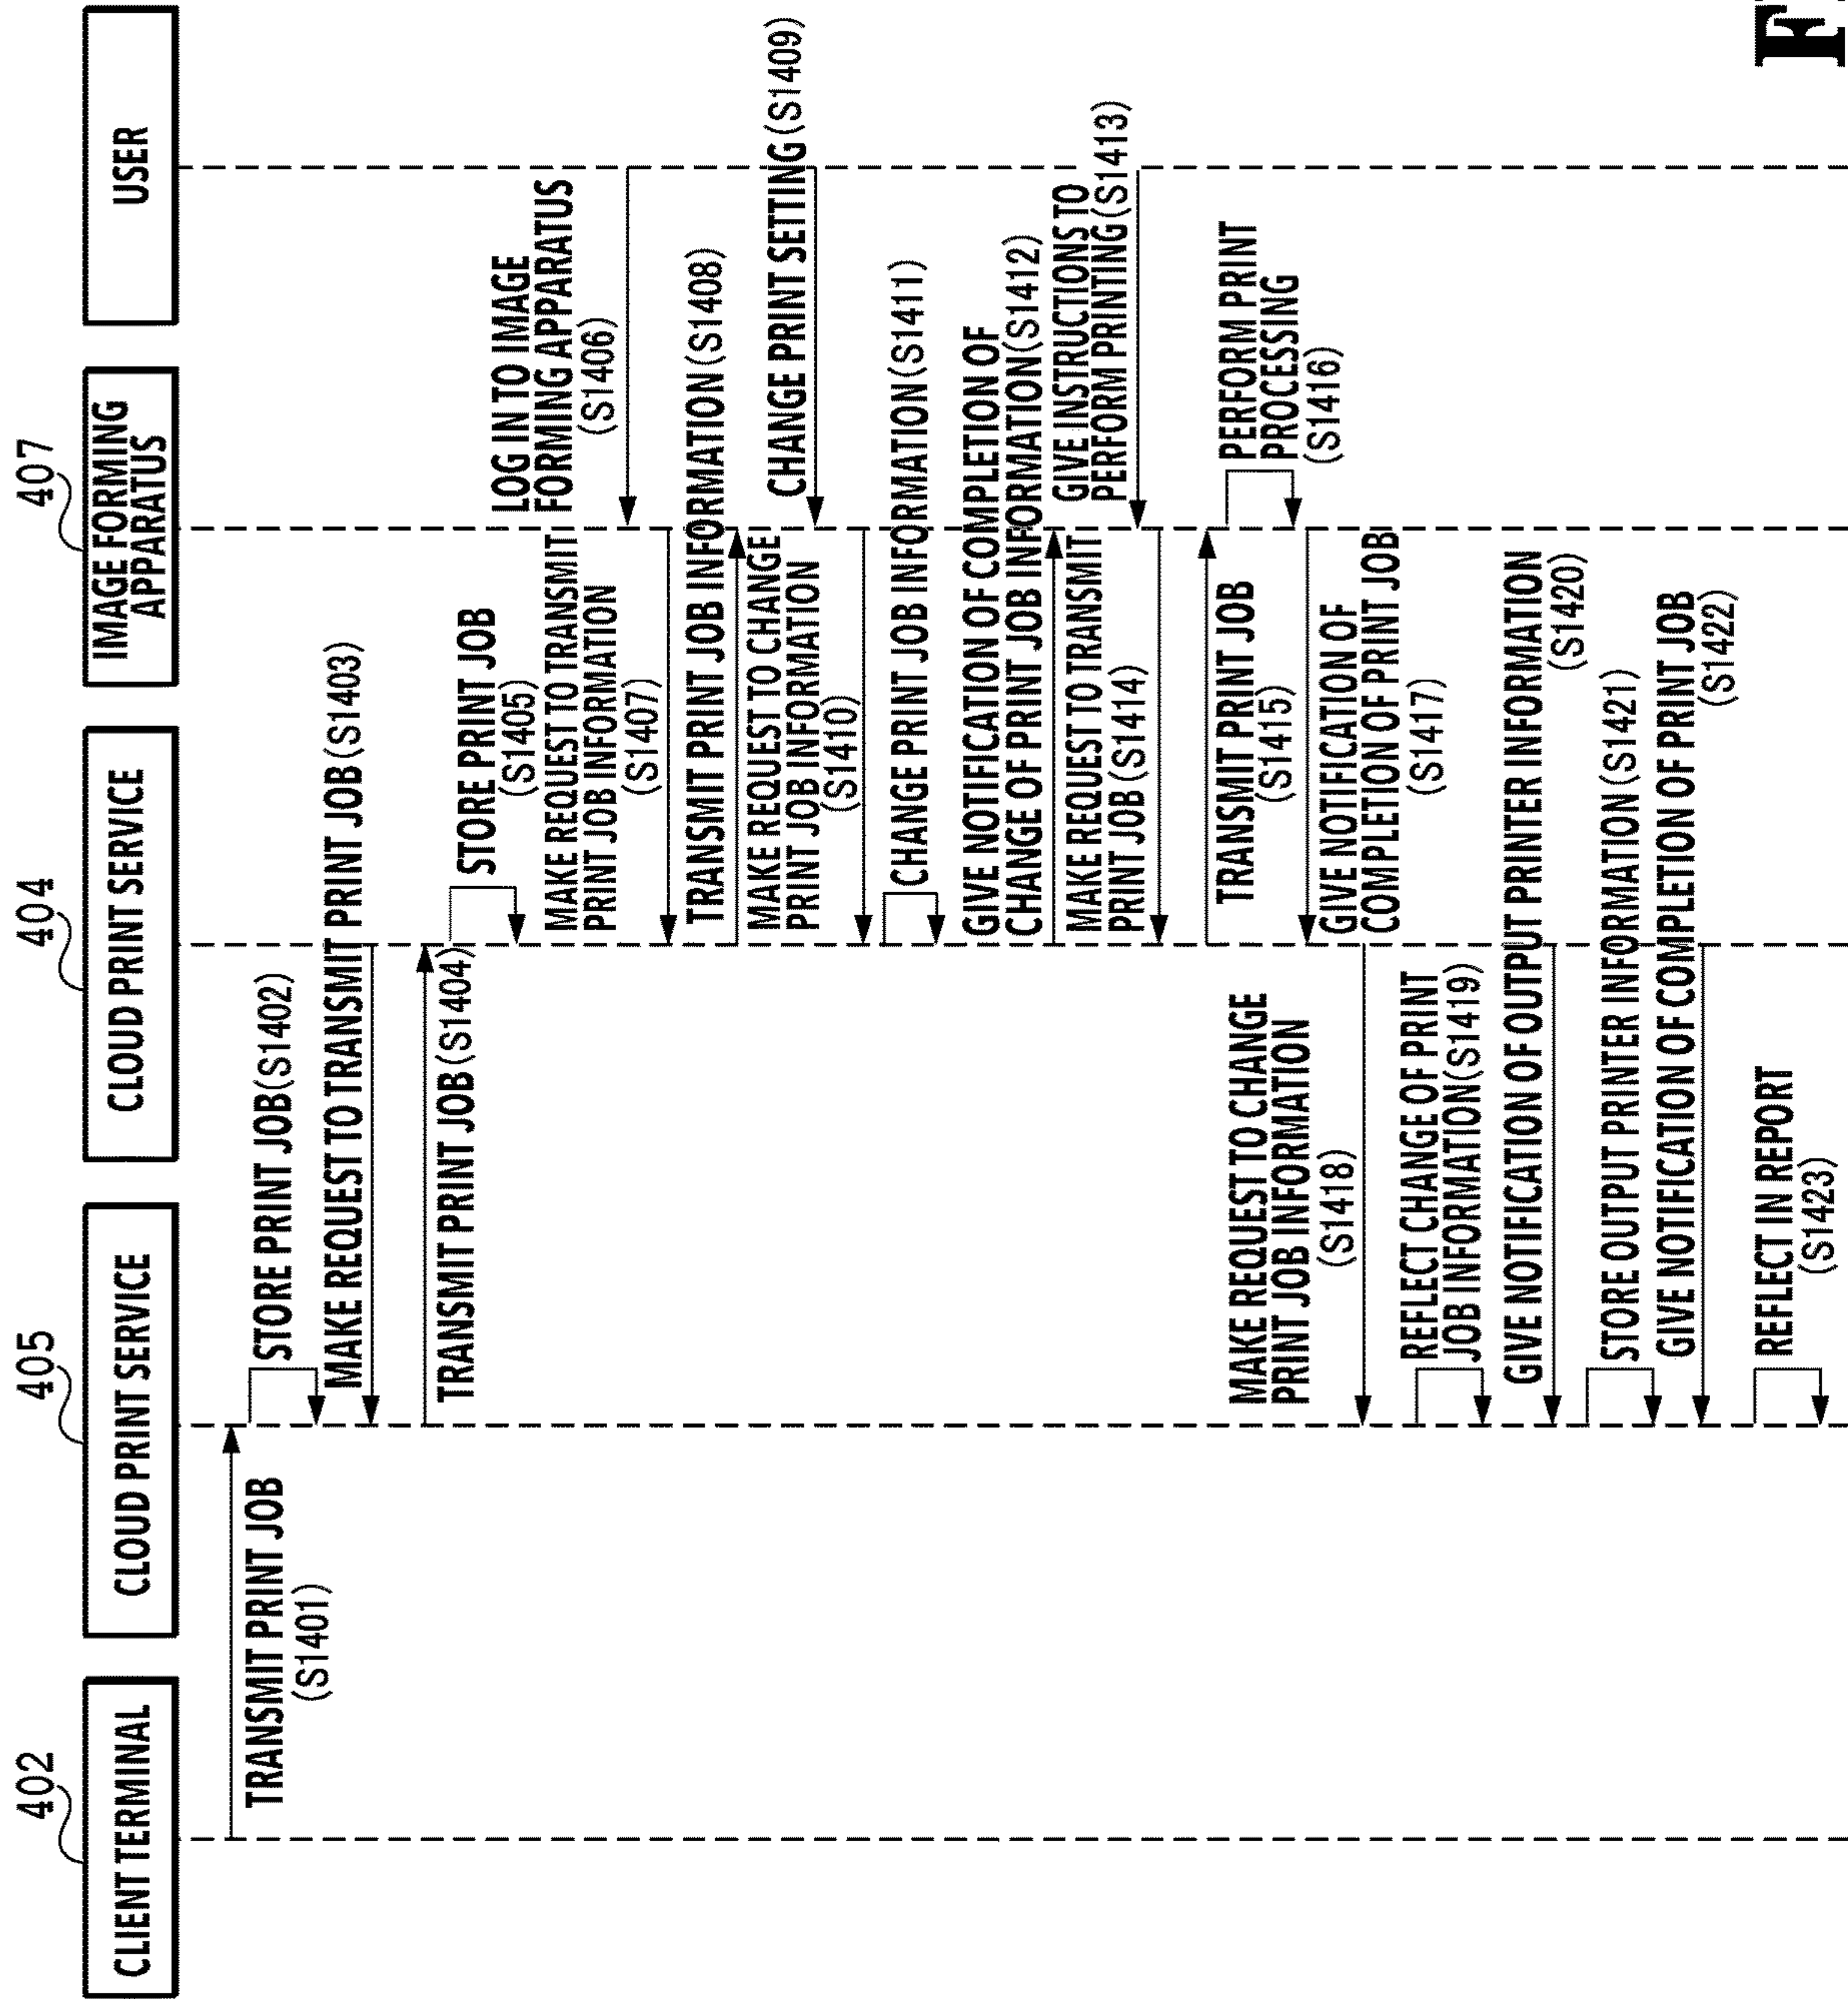 402
CLIENT TERMINAL
405
CLOUD PRINT SERVICE
404
CLOUD PRINT SERVICE
407
IMAGE FORMING
APPARATUS
USER
TRANSMIT PRINT JOB
(S1401)
STORE PRINT JOB(S1402)
MAKE REQUEST TO TRANSMIT PRINT JOB(S1403)
TRANSMIT PRINT JOB(S1404)
STORE PRINT JOB
(S1405)
LOG IN TO IMAGE
FORMING APPARATUS
(S1406)
MAKE REQUEST TO TRANSMIT
PRINT JOB INFORMATION
(S1407)
TRANSMIT PRINT JOB INFORMATION(S1408)
CHANGE PRINT SETTING(S1409)
MAKE REQUEST TO CHANGE
PRINT JOB INFORMATION
(S1410)
CHANGE PRINT JOB INFORMATION(S1411)
GIVE NOTIFICATION OF COMPLETION OF
CHANGE OF PRINT JOB INFORMATION(S1412)
GIVE INSTRUCTIONS TO
PERFORM PRINTING(S1413)
MAKE REQUEST TO TRANSMIT
PRINT JOB(S1414)
TRANSMIT PRINT JOB
(S1415)
PERFORM PRINT
PROCESSING
(S1416)
GIVE NOTIFICATION OF
COMPLETION OF PRINT JOB
(S1417)
MAKE REQUEST TO CHANGE
PRINT JOB INFORMATION
(S1418)
REFLECT CHANGE OF PRINT
JOB INFORMATION(S1419)
GIVE NOTIFICATION OF OUTPUT PRINTER INFORMATION
(S1420)
STORE OUTPUT PRINTER INFORMATION(S1421)
GIVE NOTIFICATION OF COMPLETION OF PRINT JOB
(S1422)
REFLECT IN REPORT
(S1423)
F